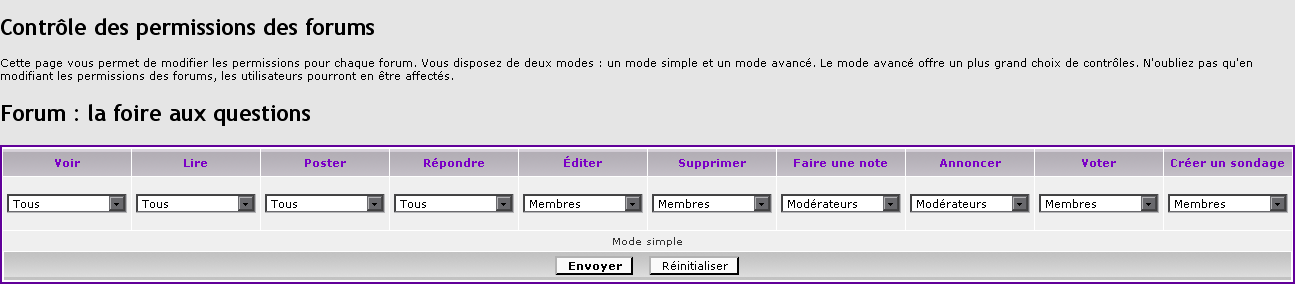 Contrôle des permissions des forums
Cette page vous permet de modifier les permissions pour chaque forum. Vous disposez de deux modes : un mode simple et un mode avancé. Le mode avancé offre un plus grand choix de contrôles. N'oubliez pas qu'en
modifiant les permissions des forums, les utilisateurs pourront en être affectés.
Forum : la foire aux questions
Voir Lire Poster Répondre Éditer Supprimer Faire une note Annoncer Voter Créer un sondage
Tous Tous Tous Tous Membres Membres Modérateurs Modérateurs Membres Membres
Mode simple
Envoyer Réinitialiser